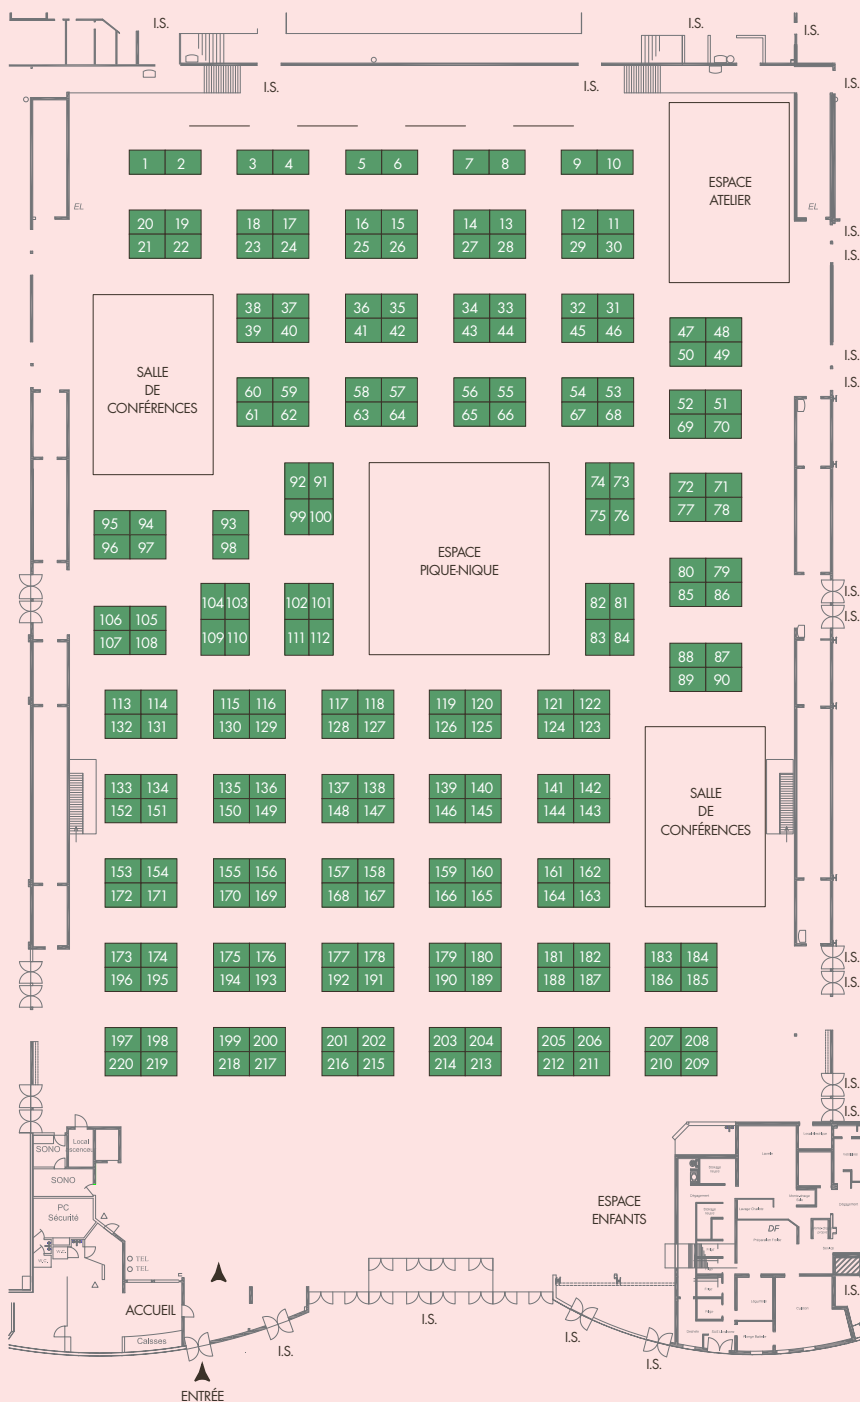 I.S.
I.S.
I.S.
I.S.
I.S.
I.S.
1 2 3 4 5 6 7 8 9 10
ESPACE
ATELIER
EL
EL
20 19 18 17 16 15 14 13 12 11
21 22 23 24 25 26 27 28 29 30
I.S.
I.S.
38 37 36 35 34 33 32 31
39 40 41 42 43 44 45 46
47 48
50 49
I.S.
I.S.
SALLE
DE
CONFÉRENCES
60 59 58 57 56 55 54 53
61 62 63 64 65 66 67 68
52 51
69 70
92 91
99 100
74 73
75 76
72 71
77 78
95 94 93
96 97 98
ESPACE
PIQUE-NIQUE
80 79
85 86
I.S.
I.S.
104 103 102 101 82 81
109 110 111 112 83 84
106 105
107 108
88 87
89 90
113 114 115 116 117 118 119 120 121 122
132 131 130 129 128 127 126 125 124 123
133 134 135 136 137 138 139 140 141 142
152 151 150 149 148 147 146 145 144 143
SALLE
DE
CONFÉRENCES
153 154 155 156 157 158 159 160 161 162
172 171 170 169 168 167 166 165 164 163
173 174 175 176 177 178 179 180 181 182 183 184
196 195 194 193 192 191 190 189 188 187 186 185
I.S.
I.S.
197 198 199 200 201 202 203 204 205 206 207 208
220 219 218 217 216 215 214 213 212 211 210 209
I.S.
I.S.
SONO
Local
SONO
PC
Sécurité
TEL
TEL
ESPACE
ENFANTS
DF
ACCUEIL
Caisses
I.S.
I.S.
I.S.
I.S.
I.S.
ENTRÉE